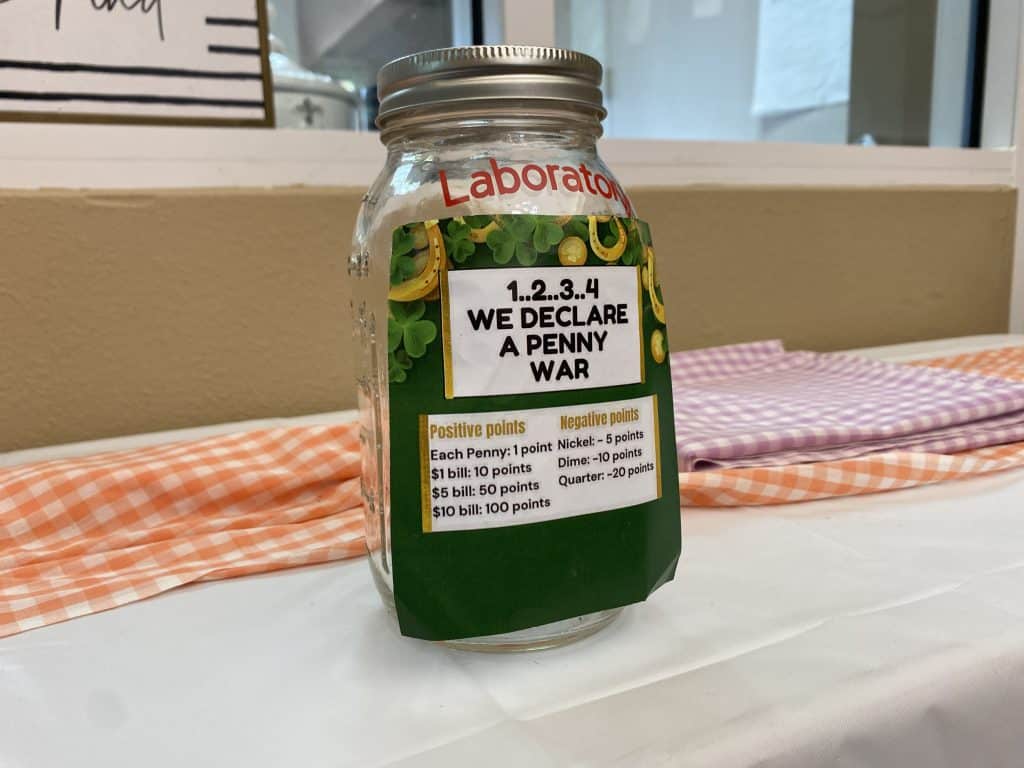 Laboratory
1..2..3..4
WE DECLARE
A PENNY
WAR
Positive points
Each Penny: 1 point
$1 bill: 10 points
$5 bill: 50 points
$10 bill: 100 points
Negative points
Nickel: - 5 points
Dime: -10 points
Quarter: -20 points